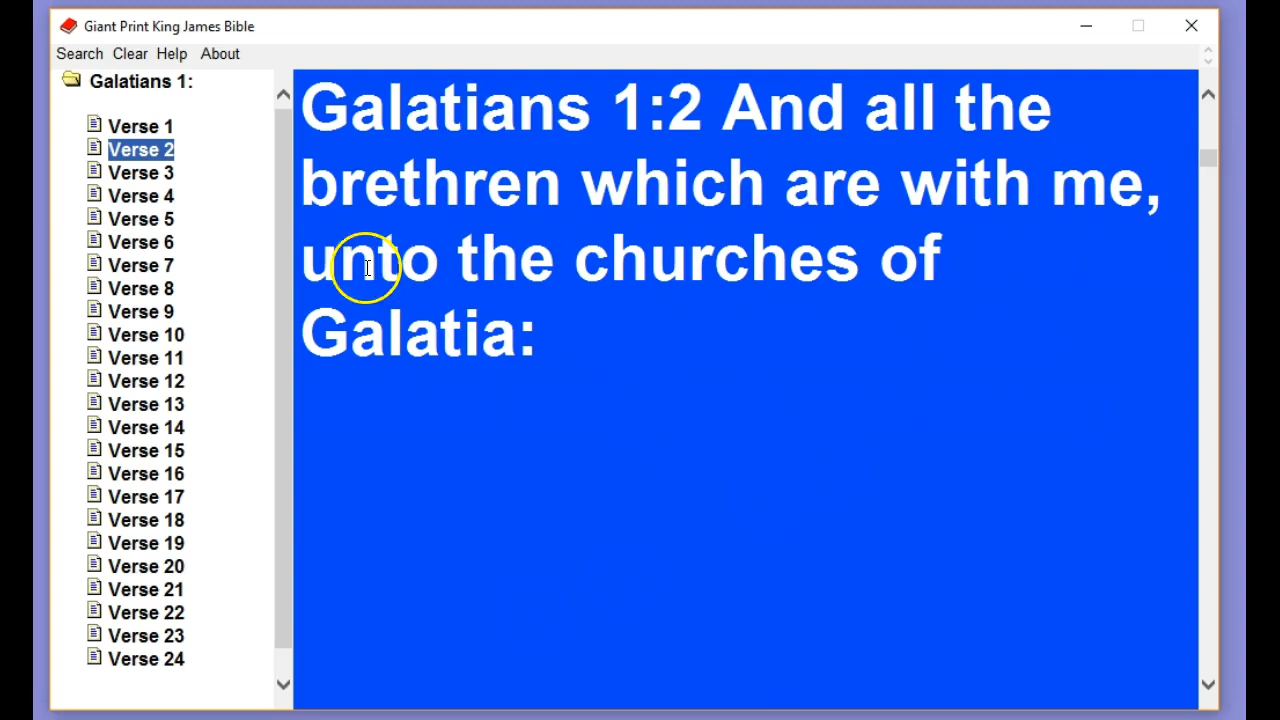 Giant Print King James Bible
Search Clear Help About
Galatians 1:
Verse 1
Verse 2
Verse 3
Verse 4
Verse 5
Verse 6
Verse 7
Verse 8
Verse 9
Verse 10
Verse 11
Verse 12
Verse 13
Verse 14
Verse 15
Verse 16
Verse 17
Verse 18
Verse 19
Verse 20
Verse 21
Verse 22
Verse 23
Verse 24
Galatians 1:2 And all the
brethren which are with me,
unto the churches of
Galatia: